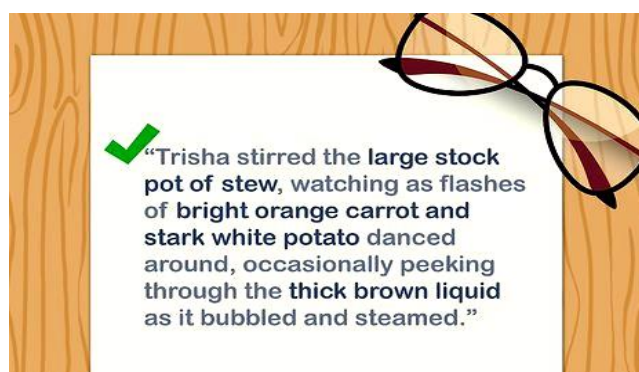 “Trisha stirred the large stock
pot of stew, watching as flashes
of bright orange carrot and
stark white potato danced
around, occasionally peeking
through the thick brown liquid
as it bubbled and steamed.”